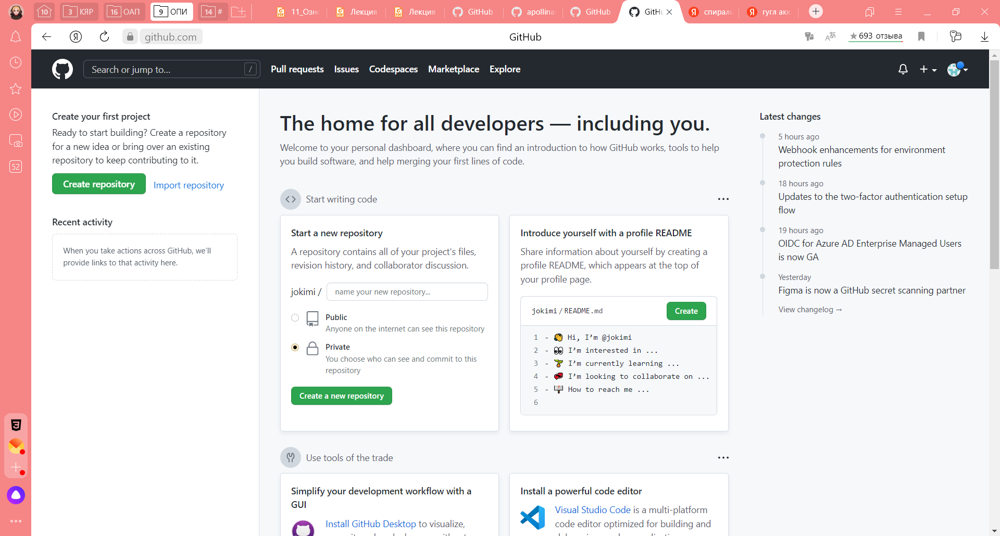 10
3 КЯР
16 ОАП
9 ОПИ
14 #
11_Озн
Лекция
Лекция
GitHub
apollina
GitHub
GitHu
Я спираль
Я гугл акк
Я
github.com
GitHub
693 отзыва
52
Search or jump to...
/
Pull requests
Issues
Codespaces
Marketplace
Explore
Create your first project
Ready to start building? Create a repository
for a new idea or bring over an existing
repository to keep contributing to it.
Create repository
Import repository
Recent activity
When you take actions across GitHub, we'll
provide links to that activity here.
The home for all developers — including you.
Welcome to your personal dashboard, where you can find an introduction to how GitHub works, tools to help
you build software, and help merging your first lines of code.
Start writing code
Start a new repository
A repository contains all of your project's files,
revision history, and collaborator discussion.
jokimi /
name your new repository...
Public
Anyone on the internet can see this repository
Private
You choose who can see and commit to this
repository
Create a new repository
Introduce yourself with a profile README
Share information about yourself by creating a
profile README, which appears at the top of
your profile page.
jokimi / README.md
Create
1 - 👋 Hi, I’m @jokimi
2 - 👀 I’m interested in ...
3 - 🌱 I’m currently learning ...
4 - 💞️ I’m looking to collaborate on ...
5 - 📫 How to reach me ...
6
Use tools of the trade
Simplify your development workflow with a
GUI
Install GitHub Desktop to visualize,
Install a powerful code editor
Visual Studio Code is a multi-platform
code editor optimized for building and
Latest changes
5 hours ago
Webhook enhancements for environment
protection rules
18 hours ago
Updates to the two-factor authentication setup
flow
19 hours ago
OIDC for Azure AD Enterprise Managed Users
is now GA
Yesterday
Figma is now a GitHub secret scanning partner
View changelog →